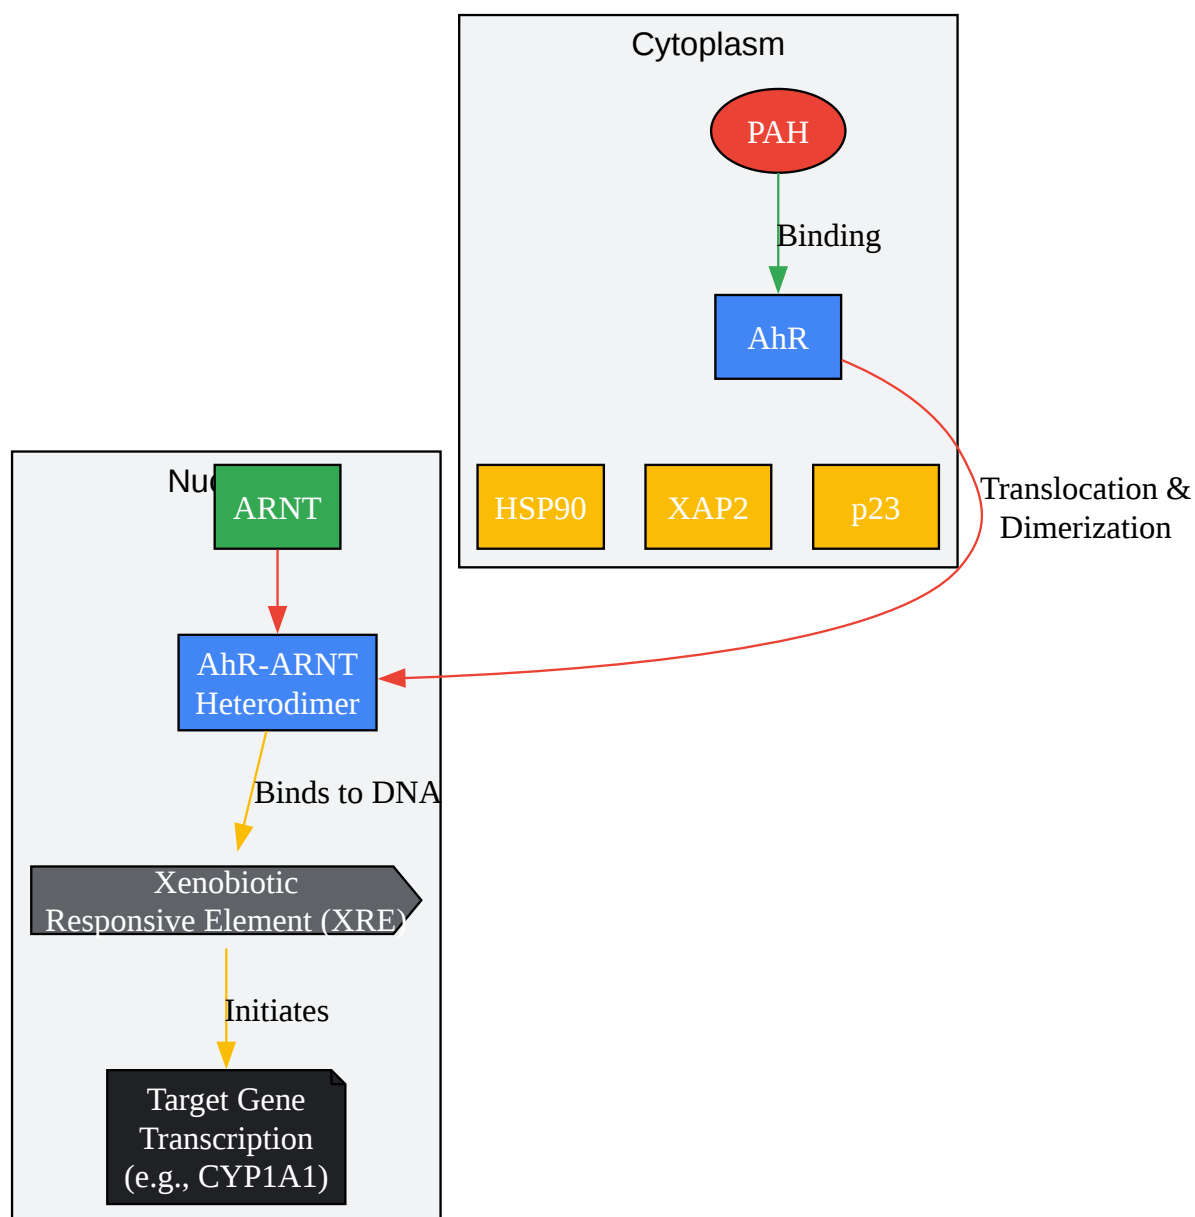 Cytoplasm
PAH
Binding
AhR
HSP90
XAP2
p23
Translocation &
Dimerization
ARNT
AhR-ARNT
Heterodimer
Binds to DNA
Xenobiotic
Responsive Element (XRE)
Initiates
Target Gene
Transcription
(e.g., CYP1A1)